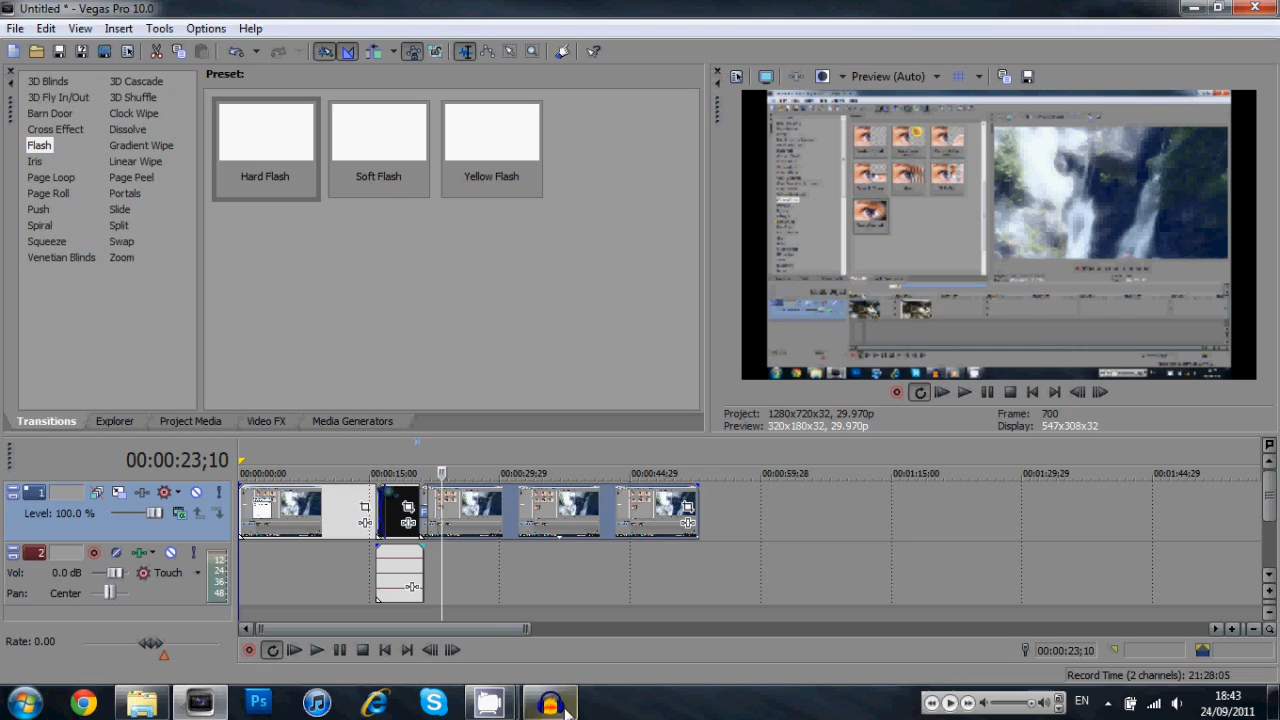 Untitled * - Vegas Pro 10.0
File Edit View Insert Tools Options Help
3D Blinds 3D Cascade
3D Fly In/Out 3D Shuffle
Barn Door Clock Wipe
Cross Effect Dissolve
Flash Gradient Wipe
Iris Linear Wipe
Page Loop Page Peel
Page Roll Portals
Push Slide
Spiral Split
Squeeze Swap
Venetian Blinds Zoom
Preset:
Hard Flash Soft Flash Yellow Flash
Preview (Auto)
Transitions Explorer Project Media Video FX Media Generators
Project: 1280x720x32, 29.970p Frame: 700
Preview: 320x180x32, 29.970p Display: 547x308x32
00:00:23;10
00:00:00:00 00:00:15:00 00:00:29:29 00:00:44:29 00:00:59:28 00:01:15:00 00:01:29:29 00:01:44:29
1
Level: 100.0 %
2
Vol: 0.0 dB Touch
Pan: Center
12
24
36
48
Rate: 0.00
00:00:23;10
Record Time (2 channels): 21:28:05
Ps
EN
18:43
24/09/2011